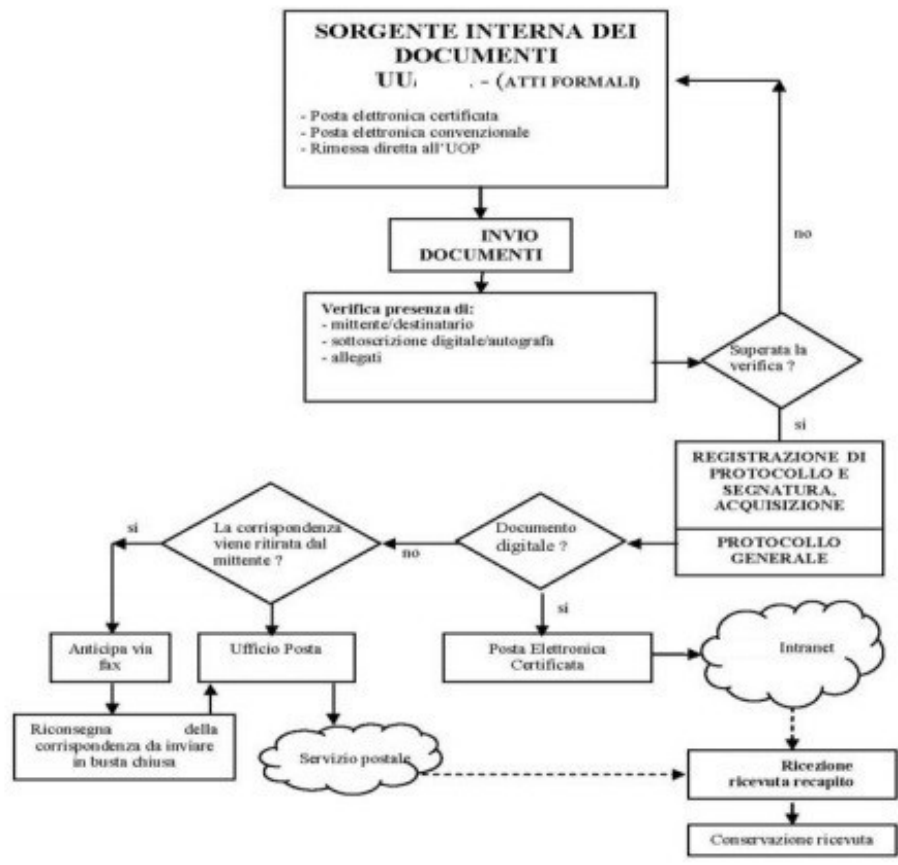 SORGENTE INTERNA DEI
DOCUMENTI
UU. - (ATTI FORMALI)
- Posta elettronica certificata
- Posta elettronica convenzionale
- Rimessa diretta all'UOP
INVIO
DOCUMENTI
no
Verifica presenza di:
- mittente/destinatario
- sottoscrizione digitale/autografa
- allegati
Superata la
verifica ?
si
REGISTRAZIONE DI
PROTOCOLLO E
SEGNATURA,
ACQUISIZIONE
PROTOCOLLO
GENERALE
Documento
digitale ?
no
La corrispondenza
viene ritirata dal
mittente ?
si
si
Anticipa via
fax
Ufficio Posta
Posta Elettronica
Certificata
Intranet
Riconsegna della
corrispondenza da inviare
in busta chiusa
Servizio postale
Ricezione
ricevuta recapito
Conservazione ricevuta